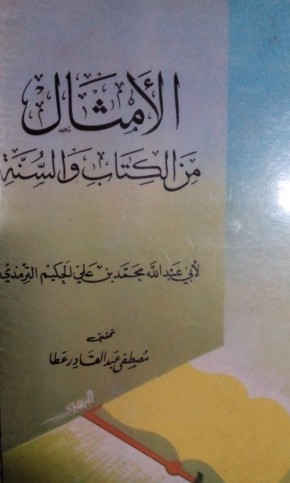 الأمثال
من الكتاب والسنة
لأبي عبد الله محمد بن علي الحكيم الترمذي
تحقيق
مصطفى عبد القادر عطا